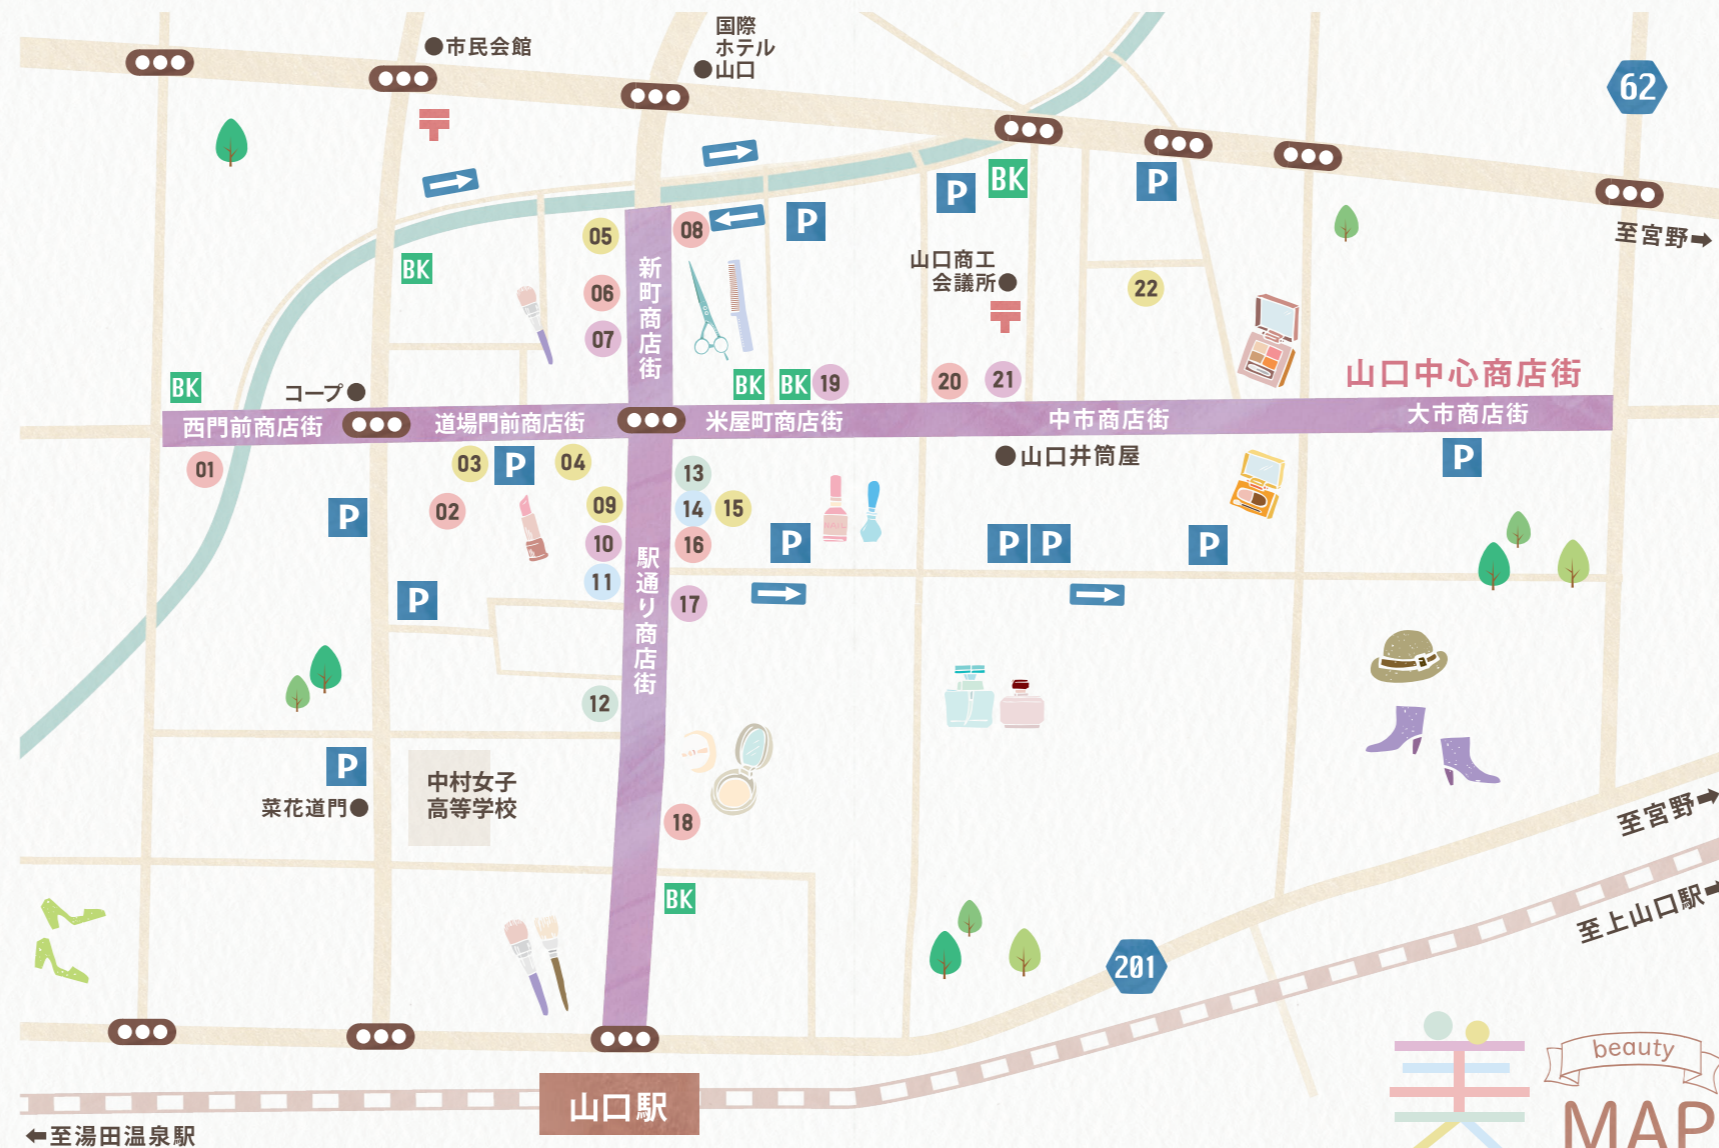 国際
ホテル
山口
市民会館
62
至宮野
P
BK
P
P
05
08
P
新町商店街
山口商工
会議所
BK
06
22
07
山口中心商店街
BK
コープ
BK
BK
19
20
21
西門前商店街
道場門前商店街
米屋町商店街
中市商店街
大市商店街
山口井筒屋
01
03
P
04
13
P
02
09
14
15
P
10
16
P
P
P
P
NAIL
駅通り商店街
11
P
17
12
P
中村女子
高等学校
菜花道門
18
至宮野
BK
至上山口駅
201
山口駅
beauty
MAP
至湯田温泉駅